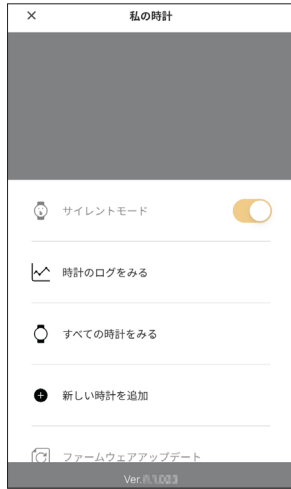 私の時計
サイレントモード
時計のログをみる
すべての時計をみる
新しい時計を追加
ファームウェアアップデート
Ver.